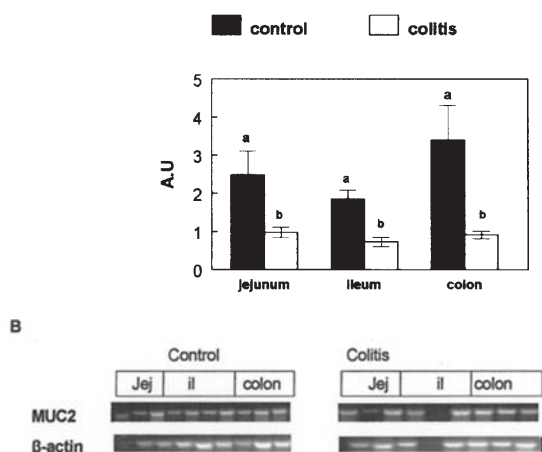 control colitis
5
4
3
2
1
0
A.U
a
b
a
b
a
b
jejunum ileum colon
B
Control Colitis
Jej il colon Jej il colon
MUC2
β-actin